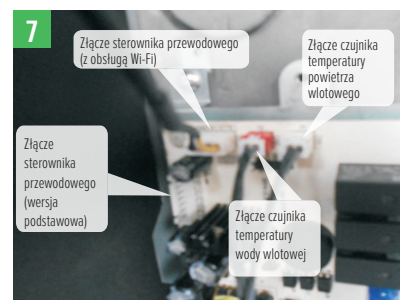 7
Złącze sterownika przewodowego
(z obsługą Wi-Fi)
Złącze czujnika
temperatury
powietrza
wlotowego
Złącze
sterownika
przewodowego
(wersja
podstawowa)
Złącze czujnika
temperatury
wody wlotowej